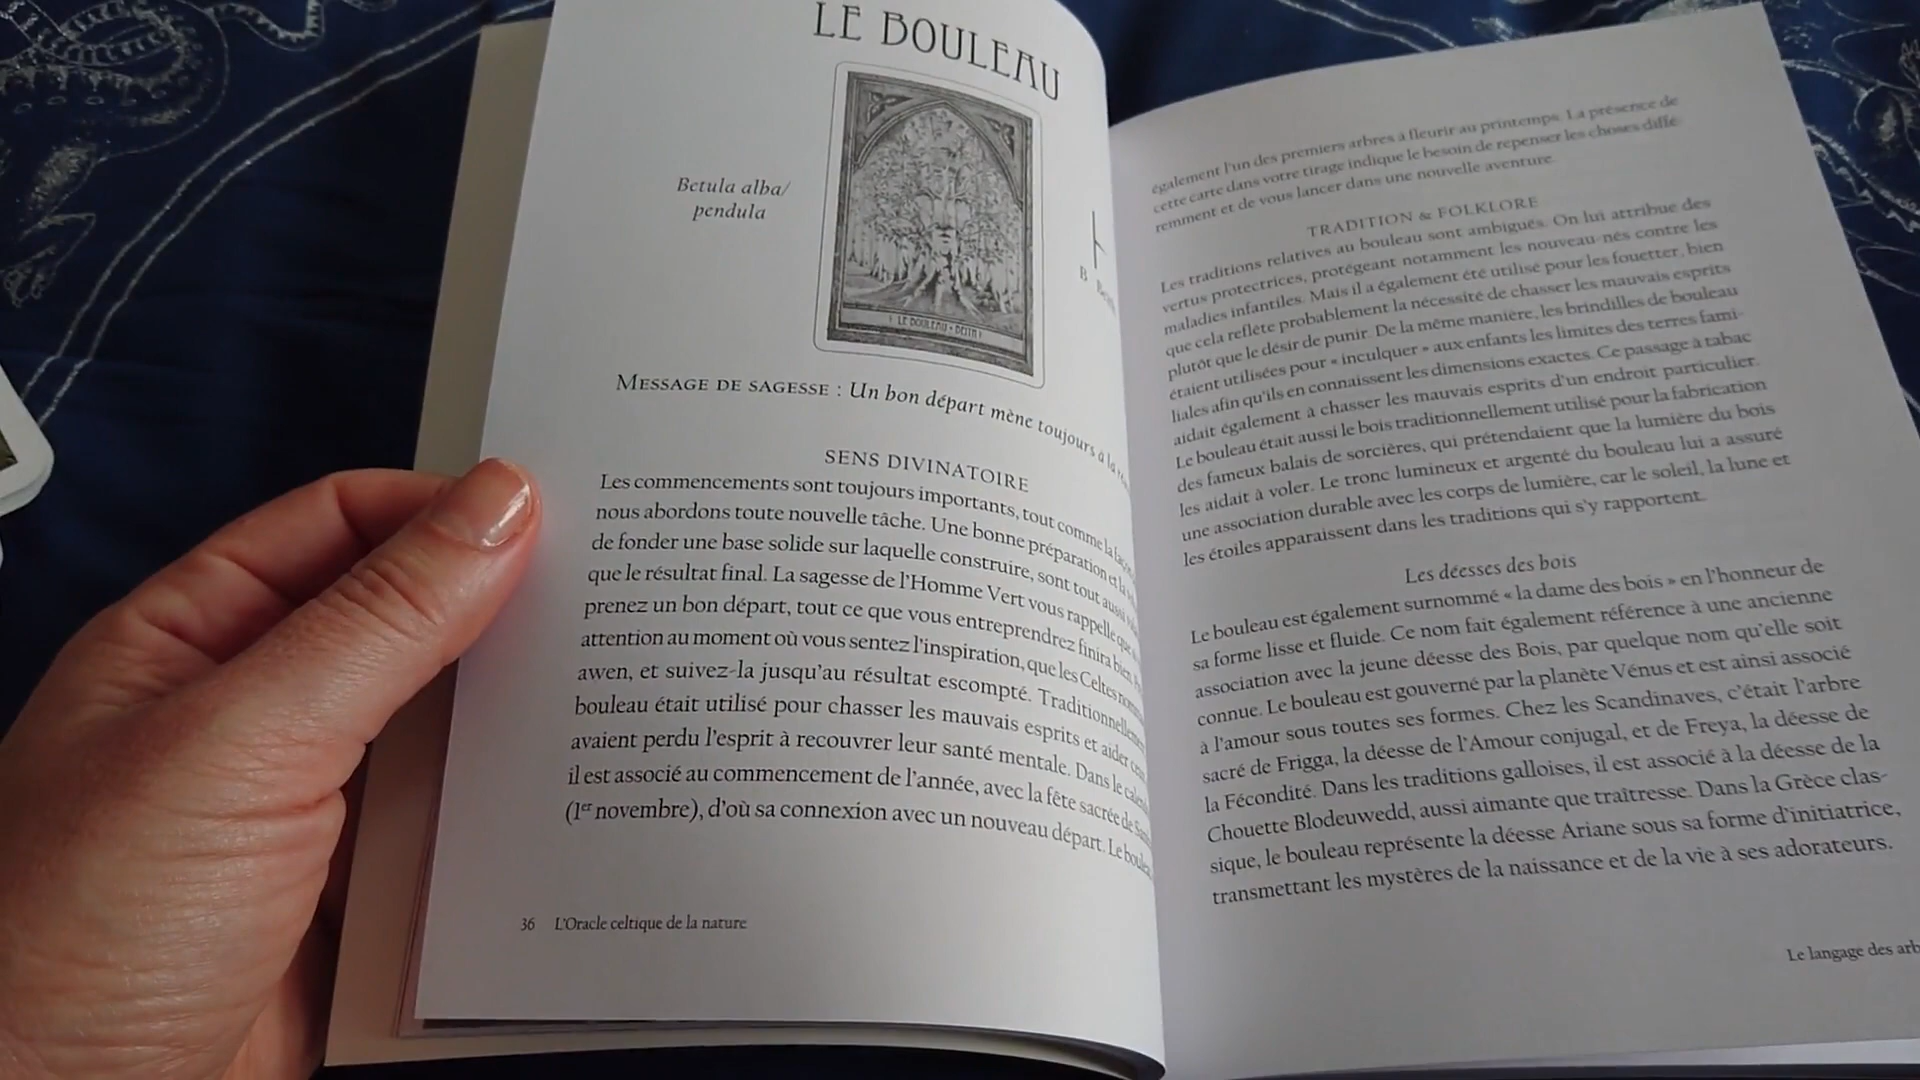 LE BOULEAU
Betula alba/
pendula
LE BOULEAU • BEITH
B
MESSAGE DE SAGESSE : Un bon départ mène toujours à la
SENS DIVINATOIRE
Les commencements sont toujours importants, tout comme la façon
nous abordons toute nouvelle tâche. Une bonne préparation et la
de fonder une base solide sur laquelle construire, sont tout aussi
que le résultat final. La sagesse de l'Homme Vert vous rappelle que
prenez un bon départ, tout ce que vous entreprendrez finira bien.
attention au moment où vous sentez l'inspiration, que les Celtes
awen, et suivez-la jusqu'au résultat escompté. Traditionnellement
bouleau était utilisé pour chasser les mauvais esprits et aider
avaient perdu l'esprit à recouvrer leur santé mentale. Dans le
il est associé au commencement de l'année, avec la fête sacrée de
(1er novembre), d'où sa connexion avec un nouveau départ. Le
36 L'Oracle celtique de la nature
également l'un des premiers arbres à fleurir au printemps. La présence de
cette carte dans votre tirage indique le besoin de repenser les choses diffé-
remment et de vous lancer dans une nouvelle aventure.
TRADITION & FOLKLORE
Les traditions relatives au bouleau sont ambiguës. On lui attribue des
vertus protectrices, protégeant notamment les nouveau-nés contre les
maladies infantiles. Mais il a également été utilisé pour les fouetter, bien
que cela reflète probablement la nécessité de chasser les mauvais esprits
plutôt que le désir de punir. De la même manière, les brindilles de bouleau
étaient utilisées pour « inculquer » aux enfants les limites des terres fami-
liales afin qu'ils en connaissent les dimensions exactes. Ce passage à tabac
aidait également à chasser les mauvais esprits d'un endroit particulier.
Le bouleau était aussi le bois traditionnellement utilisé pour la fabrication
des fameux balais de sorcières, qui prétendaient que la lumière du bois
les aidait à voler. Le tronc lumineux et argenté du bouleau lui a assuré
une association durable avec les corps de lumière, car le soleil, la lune et
les étoiles apparaissent dans les traditions qui s'y rapportent.
Les déesses des bois
Le bouleau est également surnommé « la dame des bois » en l'honneur de
sa forme lisse et fluide. Ce nom fait également référence à une ancienne
association avec la jeune déesse des Bois, par quelque nom qu'elle soit
connue. Le bouleau est gouverné par la planète Vénus et est ainsi associé
à l'amour sous toutes ses formes. Chez les Scandinaves, c'était l'arbre
sacré de Frigga, la déesse de l'Amour conjugal, et de Freya, la déesse de
la Fécondité. Dans les traditions galloises, il est associé à la déesse de la
Chouette Blodeuwedd, aussi aimante que traîtresse. Dans la Grèce clas-
sique, le bouleau représente la déesse Ariane sous sa forme d'initiatrice,
transmettant les mystères de la naissance et de la vie à ses adorateurs.
Le langage des arb